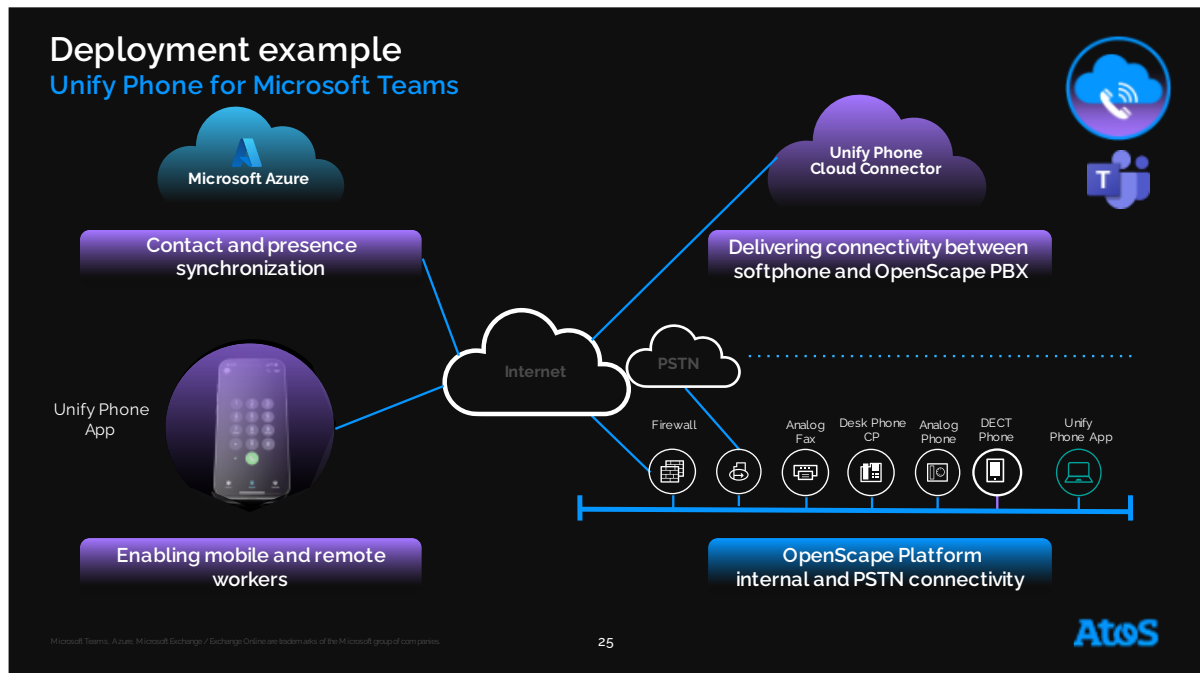 Deployment example
Unify Phone for Microsoft Teams
Microsoft Azure
Unify Phone
Cloud Connector
T
Contact and presence
synchronization
Delivering connectivity between
softphone and OpenScape PBX
Internet
PSTN
Unify Phone
App
Firewall
Analog
Fax
Desk Phone
CP
Analog
Phone
DECT
Phone
Unify
Phone App
Enabling mobile and remote
workers
OpenScape Platform
internal and PSTN connectivity
Microsoft Teams, Azure, Microsoft Exchange / Exchange Online are trademarks of the Microsoft group of companies.
25
Atos